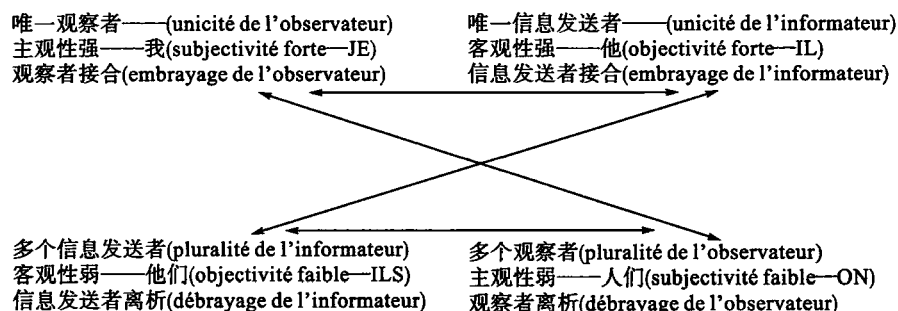 唯一观察者——(unicité de l'observateur)
主观性强——我(subjectivité forte—JE)
观察者接合(embrayage de l'observateur)
唯一信息发送者——(unicité de l'informateur)
客观性强——他(objectivité forte—IL)
信息发送者接合(embrayage de l'informateur)
多个信息发送者(pluralité de l'informateur)
客观性弱——他们(objectivité faible—ILS)
信息发送者离析(débrayage de l'informateur)
多个观察者(pluralité de l'observateur)
主观性弱——人们(subjectivité faible—ON)
观察者离析(débrayage de l'observateur)